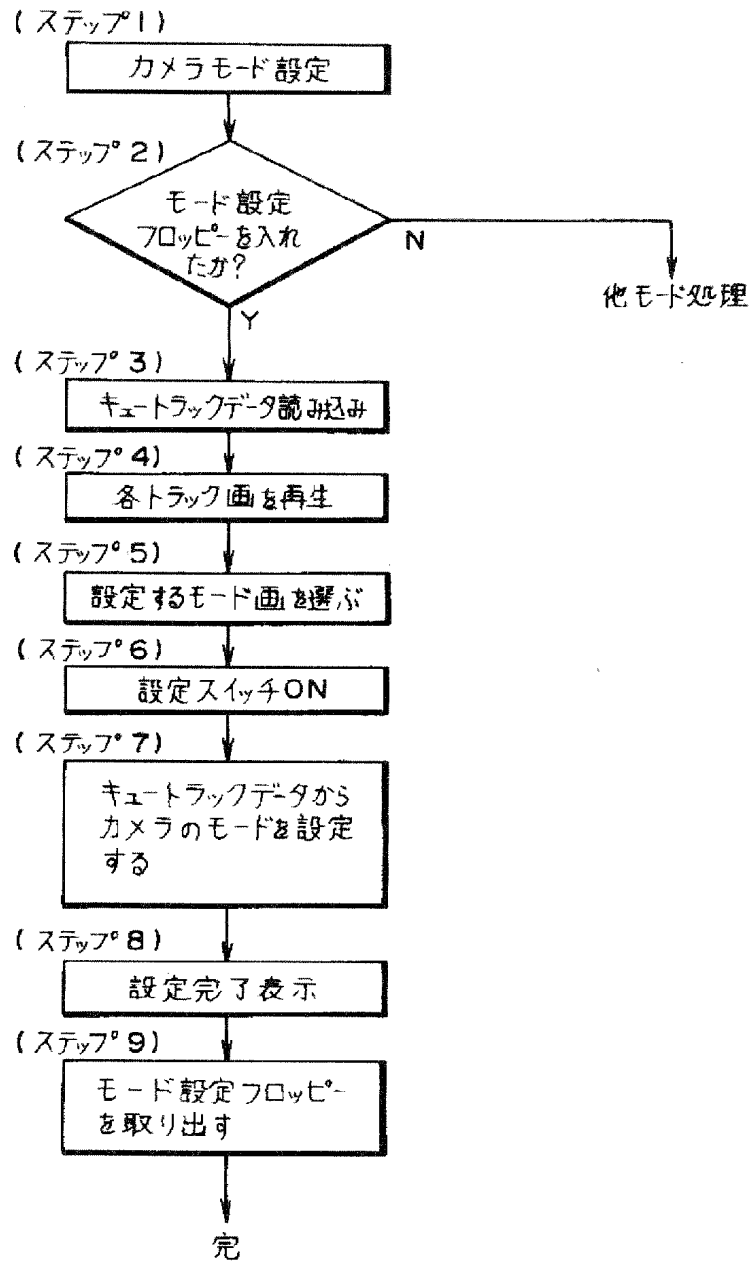 (ステップ1)
カメラモード設定
(ステップ2)
モード設定
フロッピーを入れ
たか?
N
他モード処理
Y
(ステップ3)
キュートラックデータ読み込み
(ステップ4)
各トラック画を再生
(ステップ5)
設定するモード画を選ぶ
(ステップ6)
設定スイッチON
(ステップ7)
キュートラックデータから
カメラのモードを設定
する
(ステップ8)
設定完了表示
(ステップ9)
モード設定フロッピー
を取り出す
完